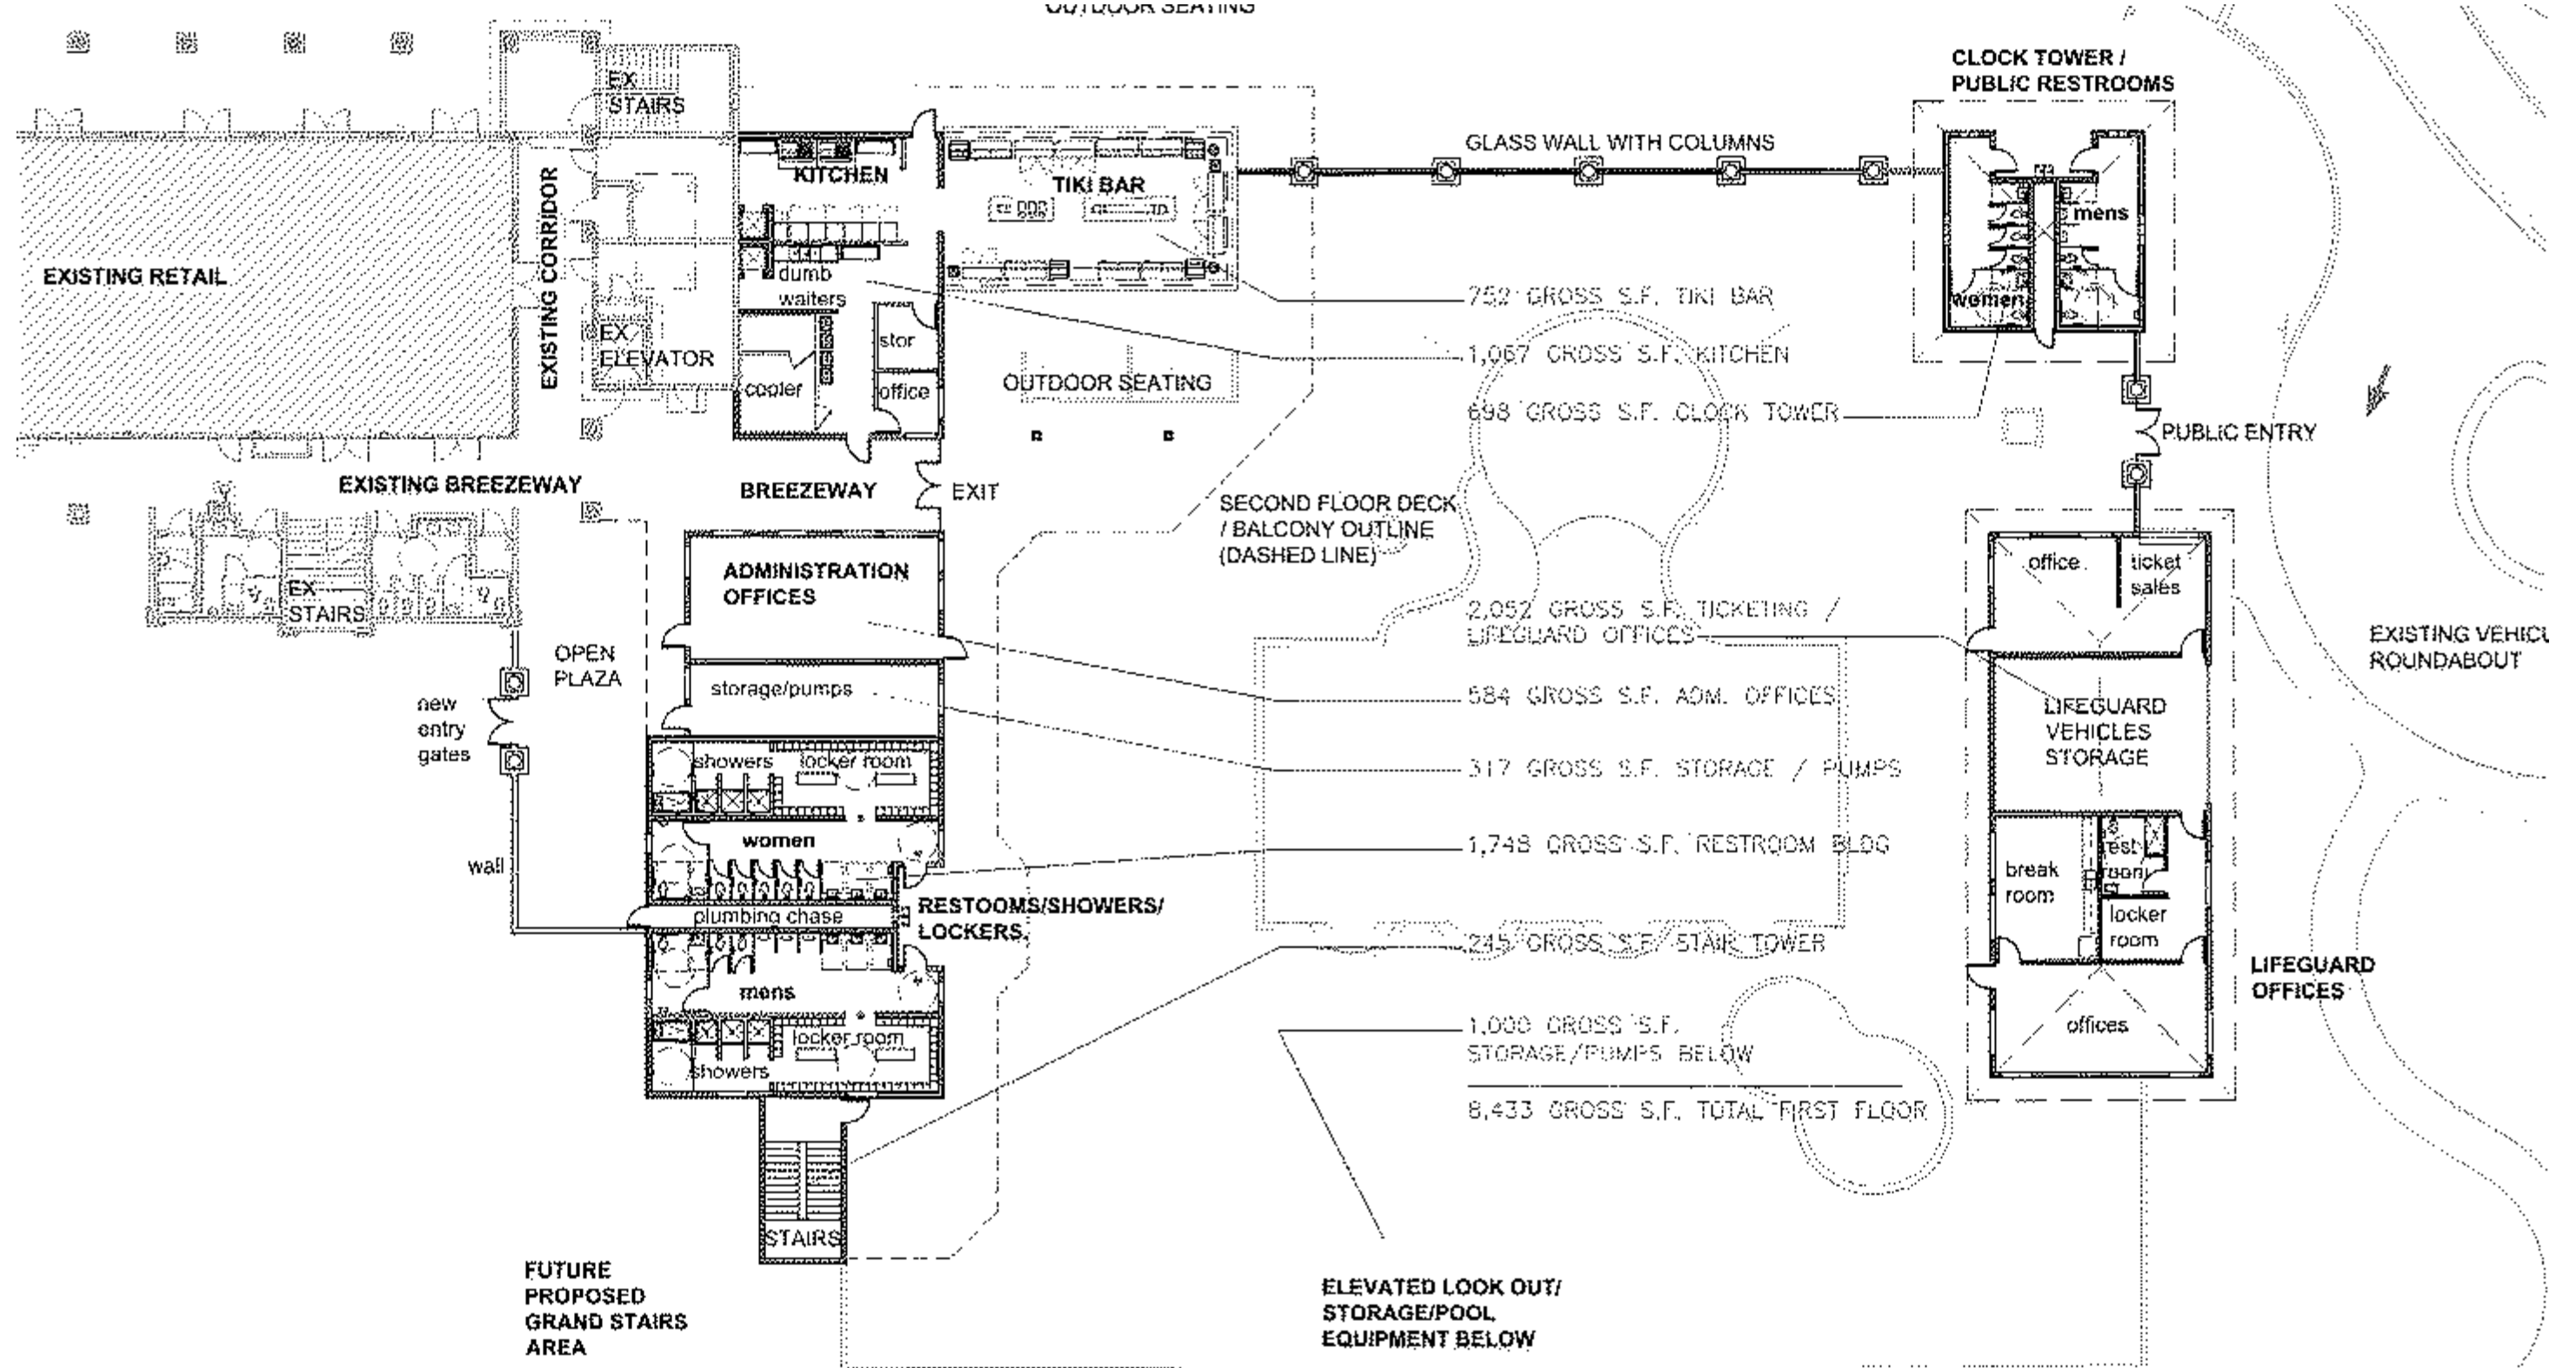 OUTDOOR SEATING
EX
STAIRS
CLOCK TOWER /
PUBLIC RESTROOMS
GLASS WALL WITH COLUMNS
KITCHEN
TIKI BAR
mens
EXISTING RETAIL
EXISTING CORRIDOR
dumb
waiters
women
752 GROSS S.F. TIKI BAR
EX
ELEVATOR
stor
1,067 GROSS S.F. KITCHEN
cooler
office
OUTDOOR SEATING
698 GROSS S.F. CLOCK TOWER
PUBLIC ENTRY
EXISTING BREEZEWAY
BREEZEWAY
EXIT
SECOND FLOOR DECK
/ BALCONY OUTLINE
(DASHED LINE)
ADMINISTRATION
OFFICES
office
ticket
sales
EX
STAIRS
2,052 GROSS S.F. TICKETING /
LIFEGUARD OFFICES
EXISTING VEHICU
ROUNDABOUT
OPEN
PLAZA
storage/pumps
584 GROSS S.F. ADM. OFFICES
new
entry
gates
LIFEGUARD
VEHICLES
STORAGE
showers
locker room
317 GROSS S.F. STORAGE / PUMPS
women
1,748 GROSS S.F. RESTROOM BLDG
wall
break
room
rest
room
plumbing chase
RESTOOMS/SHOWERS/
LOCKERS
locker
room
245 GROSS S.F. STAIR TOWER
mens
LIFEGUARD
OFFICES
locker room
showers
1,000 GROSS S.F.
STORAGE/PUMPS BELOW
offices
8,433 GROSS S.F. TOTAL FIRST FLOOR
STAIRS
FUTURE
PROPOSED
GRAND STAIRS
AREA
ELEVATED LOOK OUT/
STORAGE/POOL
EQUIPMENT BELOW